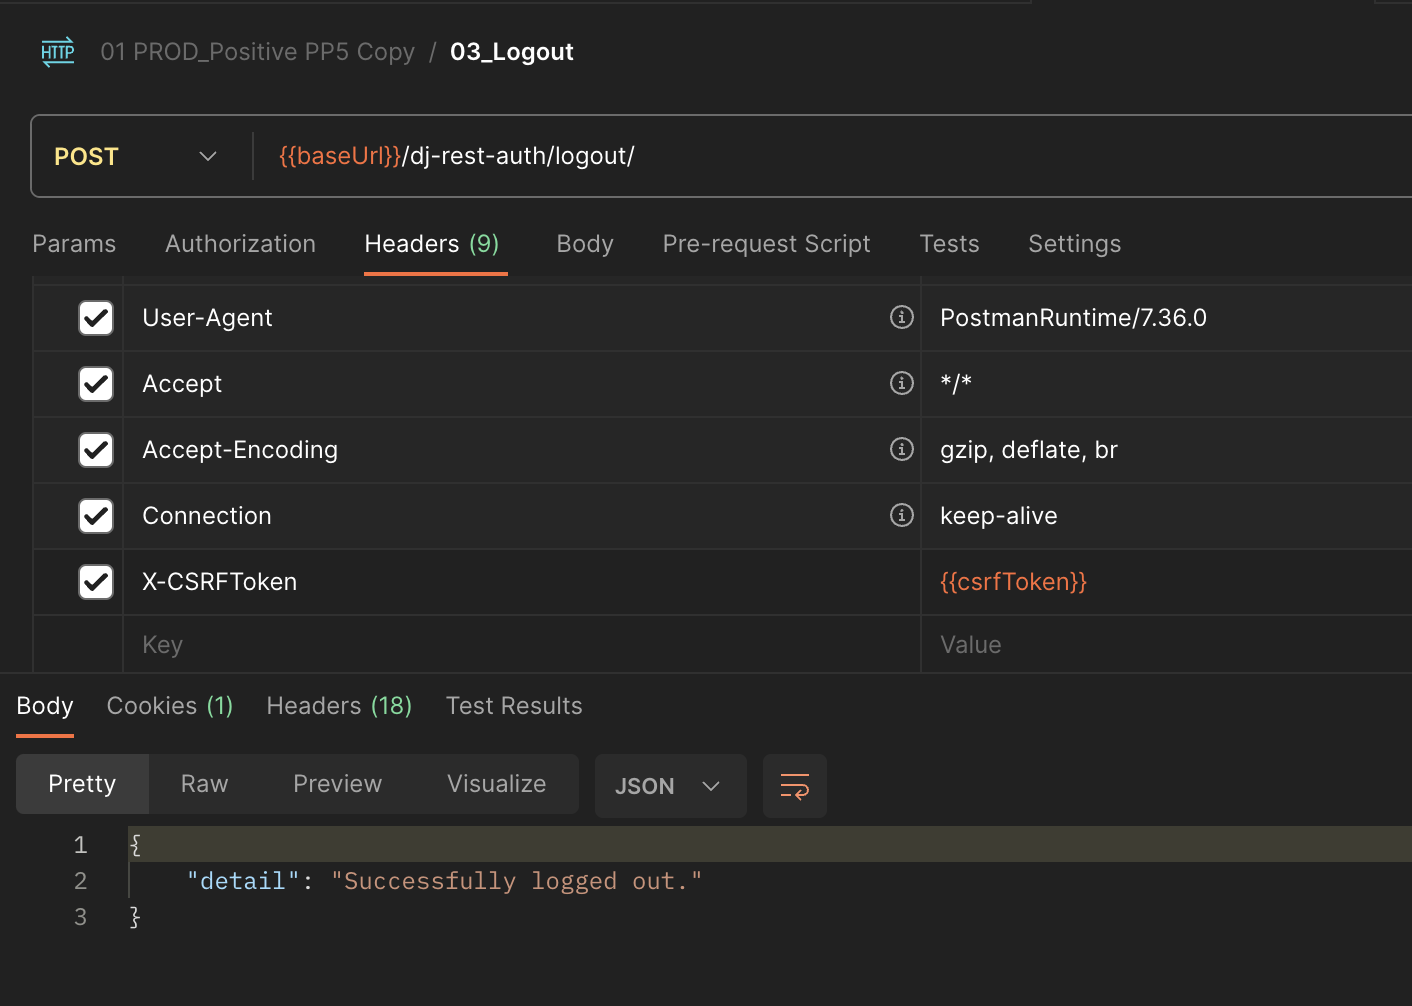 HTTP 01 PROD_Positive PP5 Copy / 03_Logout
POST {{baseUrl}}/dj-rest-auth/logout/
Params Authorization Headers (9) Body Pre-request Script Tests Settings
User-Agent PostmanRuntime/7.36.0
Accept */*
Accept-Encoding gzip, deflate, br
Connection keep-alive
X-CSRFToken {{csrfToken}}
Key Value
Body Cookies (1) Headers (18) Test Results
Pretty Raw Preview Visualize JSON
1 {
2 "detail": "Successfully logged out."
3 }